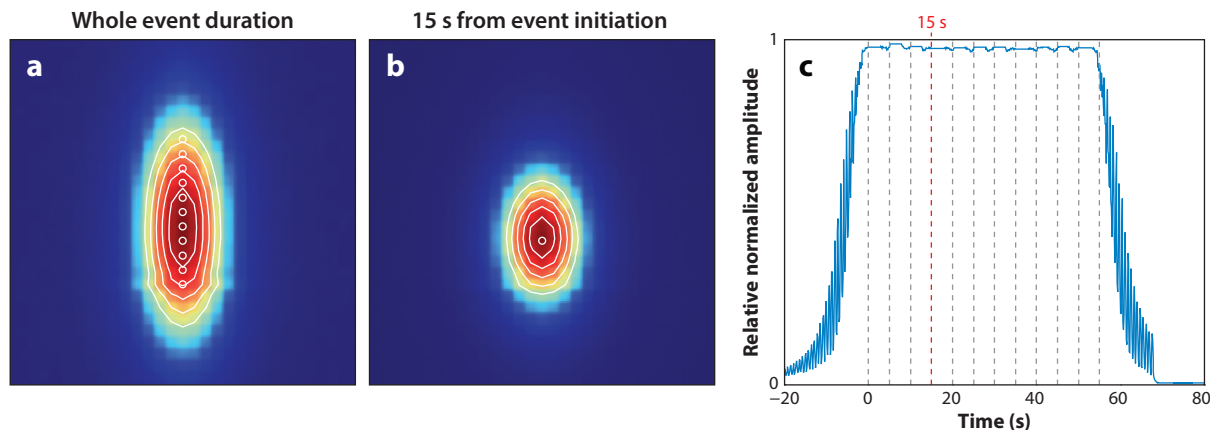 Whole event duration
15 s from event initiation
15 s
a
b
c
Relative normalized amplitude
1
0
−20
0
20
40
60
80
Time (s)